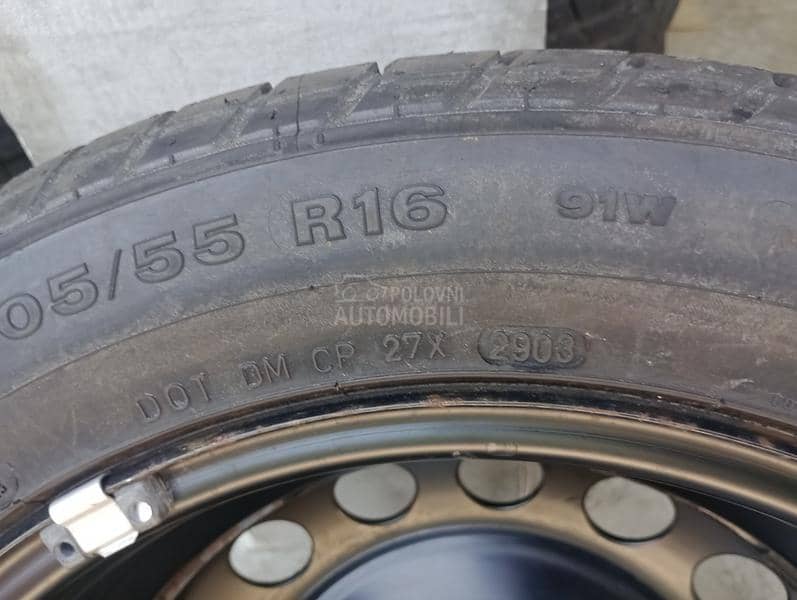 05/55 R16 91W
POLOVNI
AUTOMOBILI
DOT DM CP 27X 2903